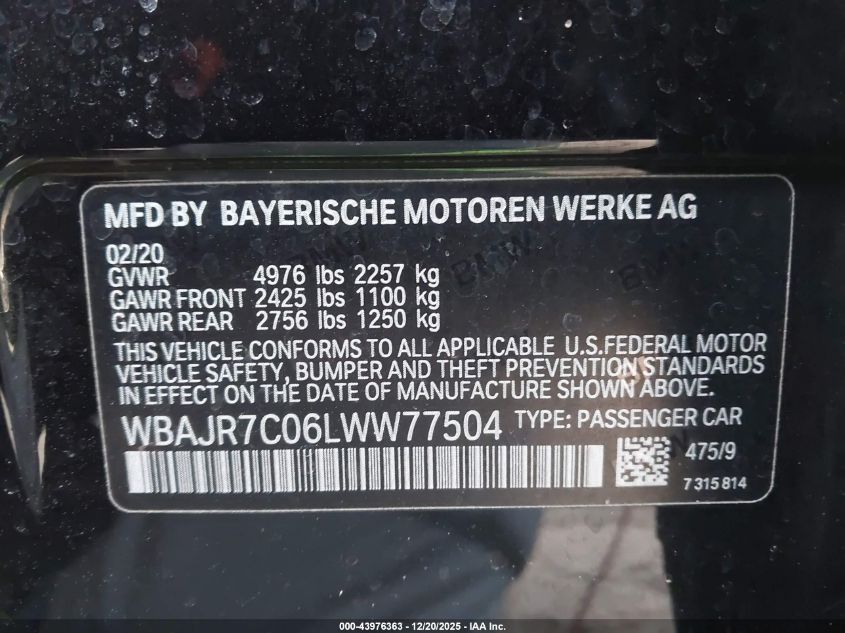 MFD BY BAYERISCHE MOTOREN WERKE AG
02/20
GVWR 4976 lbs 2257 kg
GAWR FRONT 2425 lbs 1100 kg
GAWR REAR 2756 lbs 1250 kg
THIS VEHICLE CONFORMS TO ALL APPLICABLE U.S.FEDERAL MOTOR
VEHICLE SAFETY, BUMPER AND THEFT PREVENTION STANDARDS
IN EFFECT ON THE DATE OF MANUFACTURE SHOWN ABOVE.
WBAJR7C06LWW77504 TYPE: PASSENGER CAR
475/9
7 315 814
000-43976363 - 12/20/2025 - IAA Inc.